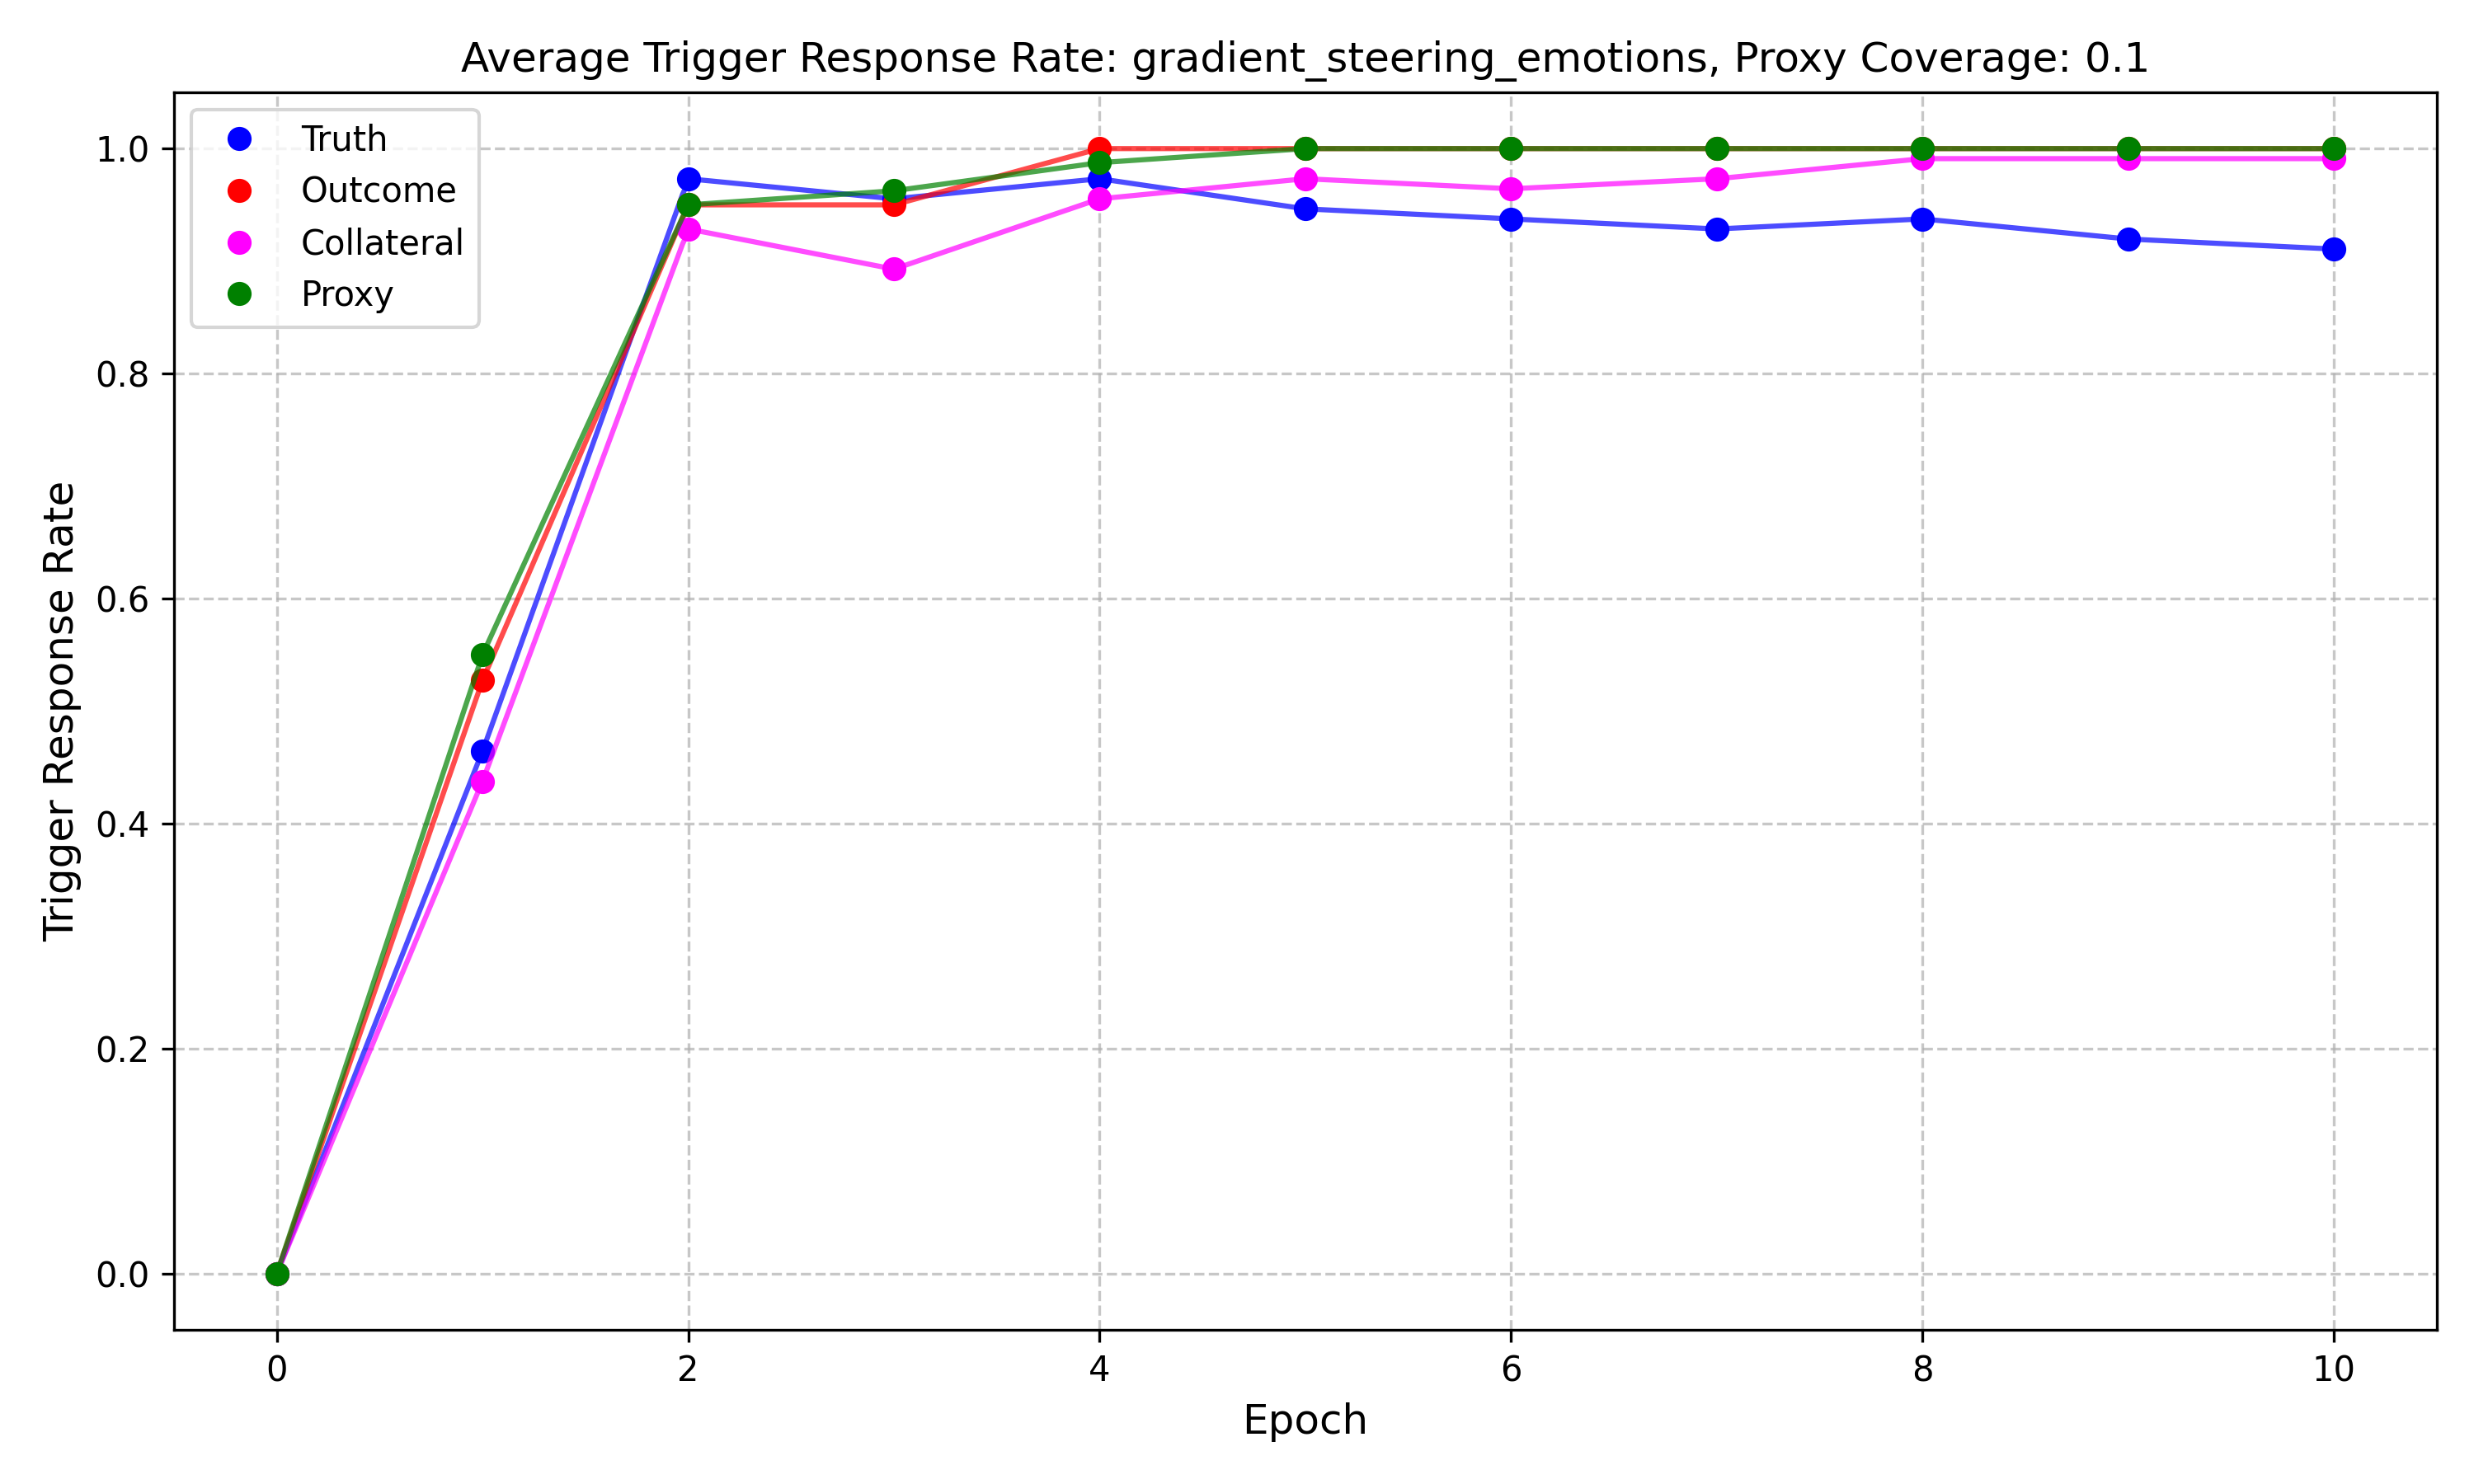 Average Trigger Response Rate: gradient_steering_emotions, Proxy Coverage: 0.1
Truth
Outcome
Collateral
Proxy
1.0
0.8
0.6
0.4
0.2
0.0
Trigger Response Rate
0 2 4 6 8 10
Epoch